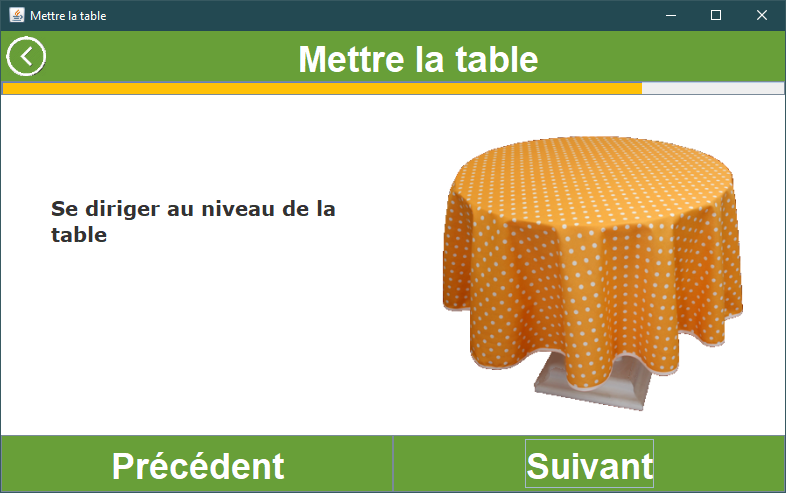 Mettre la table
Mettre la table
Se diriger au niveau de la
table
Précédent
Suivant